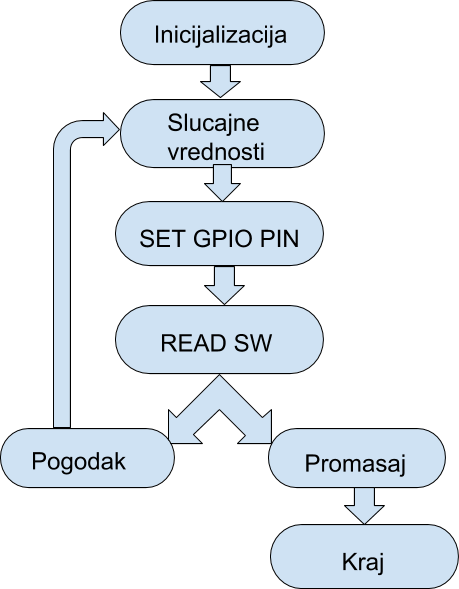 Inicijalizacija
Slucajne
vrednosti
SET GPIO PIN
READ SW
Pogodak
Promasaj
Kraj